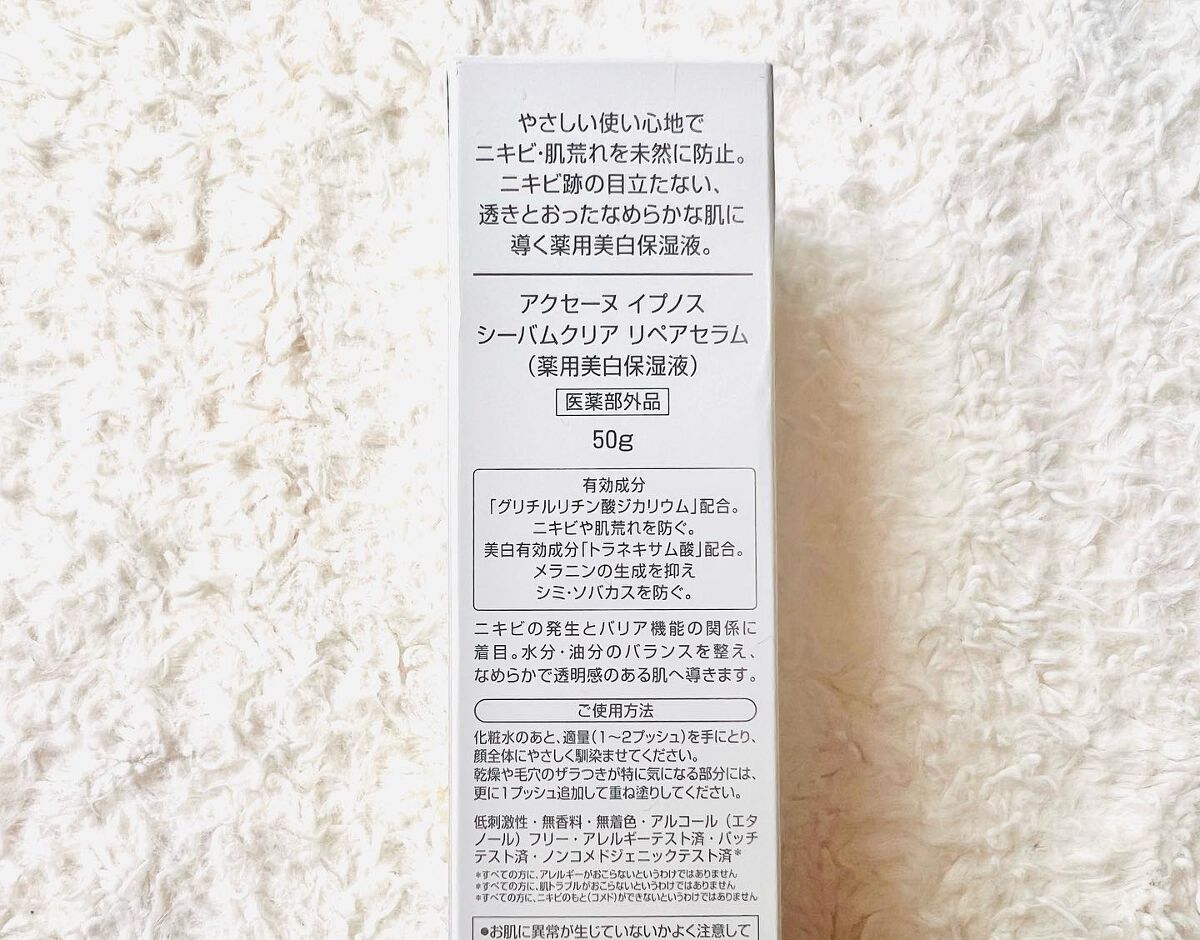 やさしい使い心地で
ニキビ・肌荒れを未然に防止。
ニキビ跡の目立たない、
透きとおったなめらかな肌に
導く薬用美白保湿液。
アクセーヌ イプノス
シーバムクリア リペアセラム
（薬用美白保湿液）
医薬部外品
50g
有効成分
「グリチルリチン酸ジカリウム」配合。
ニキビや肌荒れを防ぐ。
美白有効成分「トラネキサム酸」配合。
メラニンの生成を抑え
シミ・ソバカスを防ぐ。
ニキビの発生とバリア機能の関係に
着目。水分・油分のバランスを整え、
なめらかで透明感のある肌へ導きます。
ご使用方法
化粧水のあと、適量（1〜2プッシュ）を手にとり、
顔全体にやさしく馴染ませてください。
乾燥や毛穴のザラつきが特に気になる部分には、
更に1プッシュ追加して重ね塗りしてください。
低刺激性・無香料・無着色・アルコール（エタ
ノール）フリー・アレルギーテスト済・パッチ
テスト済・ノンコメドジェニックテスト済*
*すべての方に、アレルギーがおこらないというわけではありません
*すべての方に、肌トラブルがおこらないというわけではありません
*すべての方に、ニキビのもと（コメド）ができないというわけではありません
●お肌に異常が生じていないかよく注意して